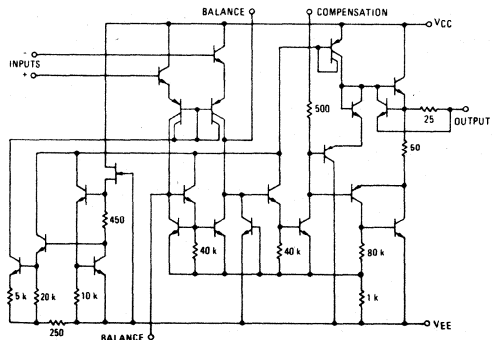 BALANCE
COMPENSATION
VCC
-
INPUTS
+
500
25
OUTPUT
50
450
40 k
40 k
80 k
5 k
20 k
10 k
1 k
250
VEE
BALANCE